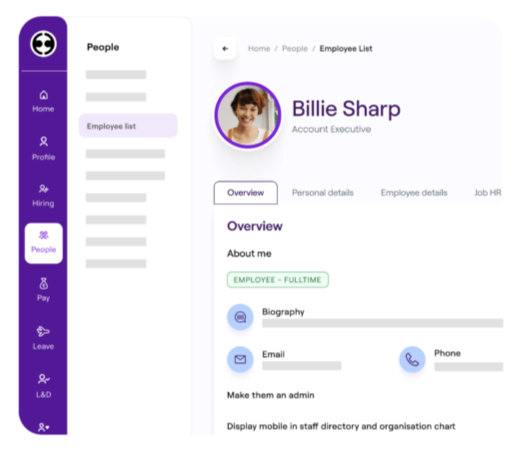 People
Home / People / Employee List
Home
Profile
Hiring
People
Pay
Leave
L&D
Employee list
Billie Sharp
Account Executive
Overview
Personal details
Employee details
Job HR
Overview
About me
EMPLOYEE - FULLTIME
Biography
Email
Phone
Make them an admin
Display mobile in staff directory and organisation chart